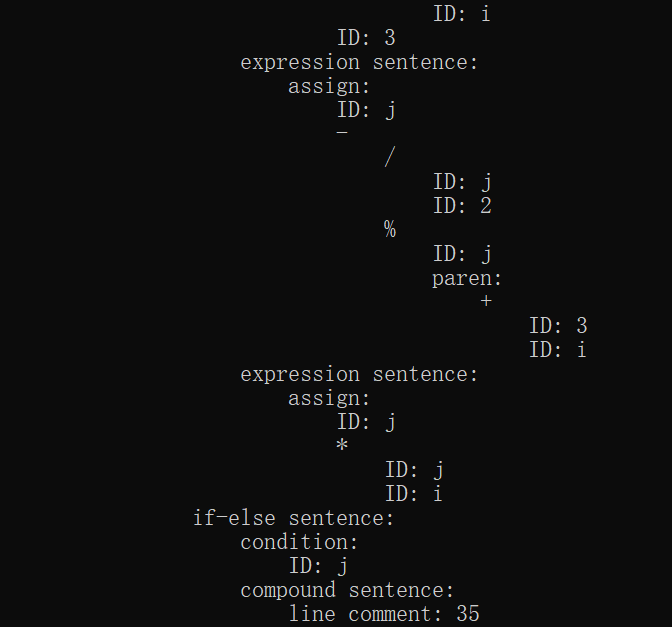 ID: i
ID: 3
expression sentence:
assign:
ID: j
-
/
ID: j
ID: 2
%
ID: j
paren:
+
ID: 3
ID: i
expression sentence:
assign:
ID: j
*
ID: j
ID: i
if-else sentence:
condition:
ID: j
compound sentence:
line comment: 35